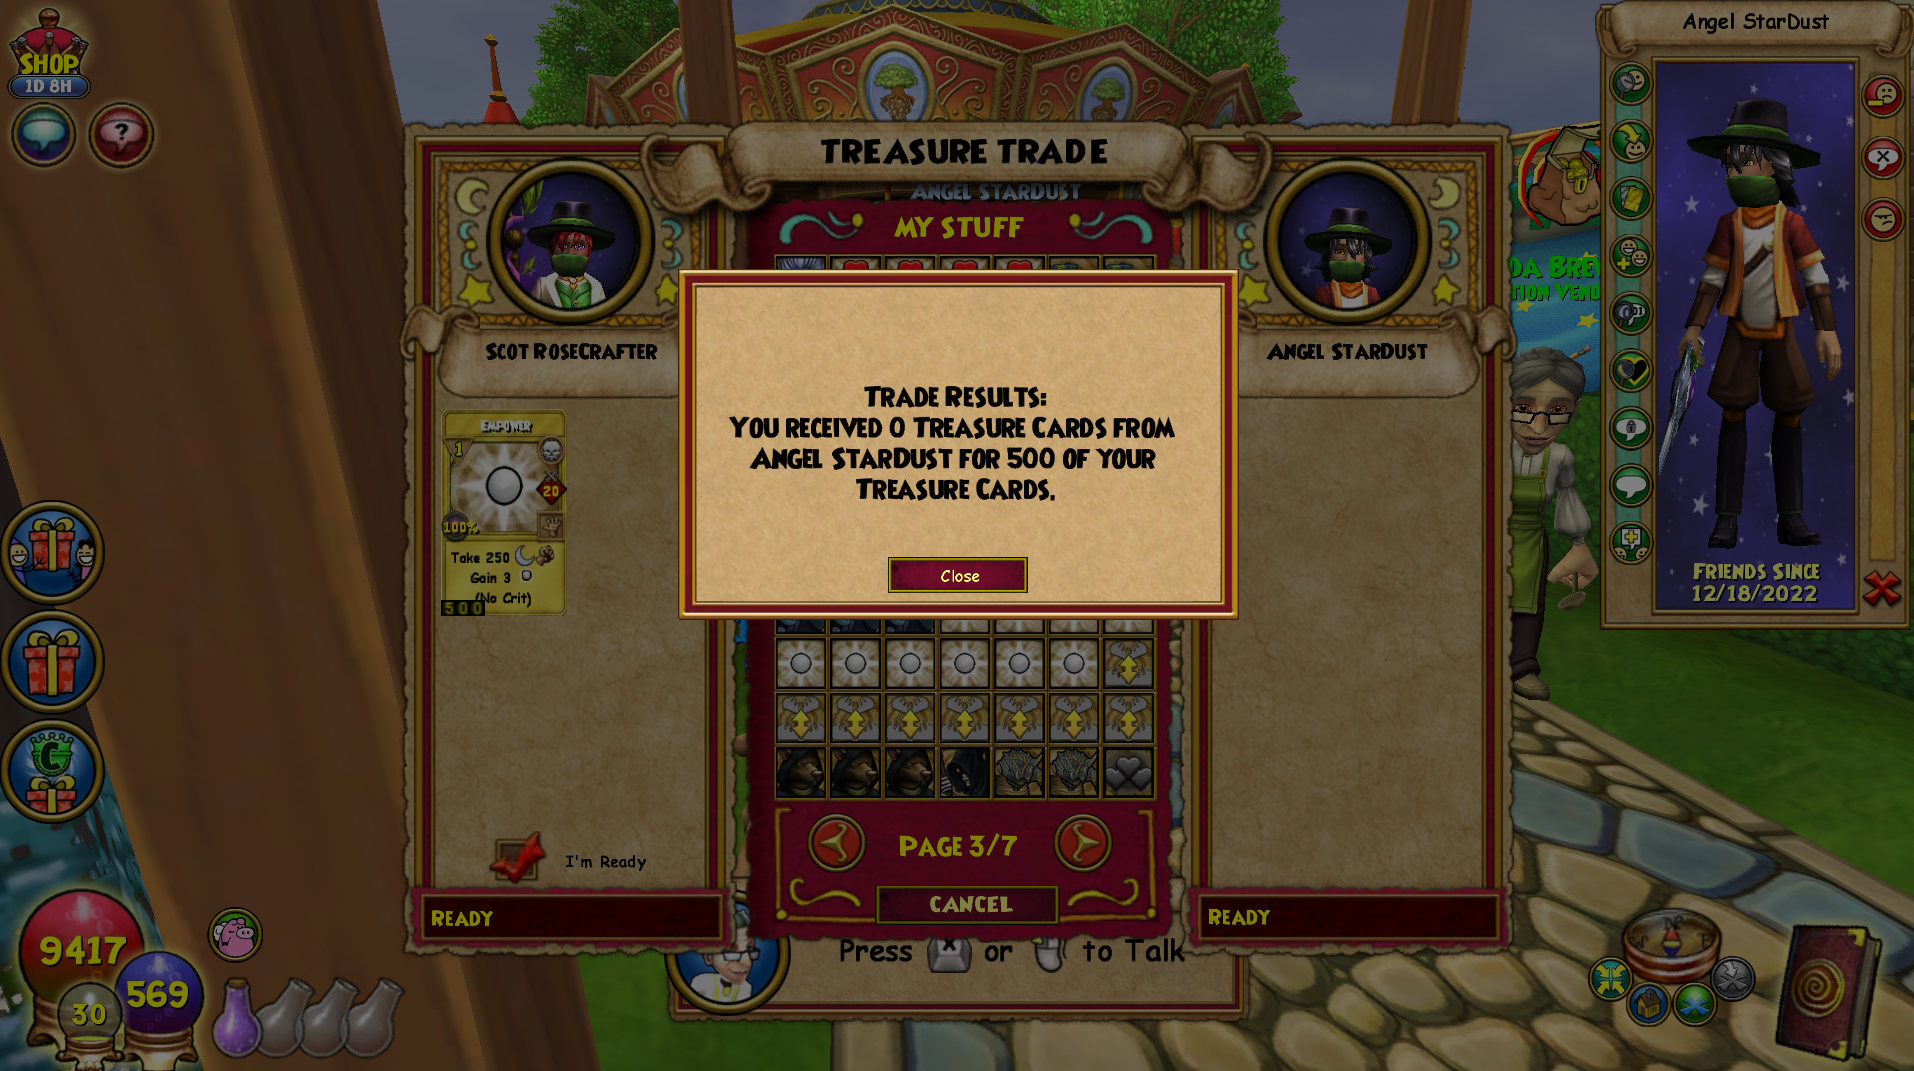 SHOP
1D 8H
?
TREASURE TRADE
ANGEL STARDUST
MY STUFF
SCOT ROSECRAFTER
ANGEL STARDUST
EMPOWER
1
20
100%
Take 250
Gain 3
(No Crit)
500
TRADE RESULTS:
YOU RECEIVED 0 TREASURE CARDS FROM
ANGEL STARDUST FOR 500 OF YOUR
TREASURE CARDS.
Close
I'm Ready
READY
PAGE 3/7
CANCEL
READY
Press X or to Talk
9417
569
30
Angel StarDust
FRIENDS SINCE
12/18/2022